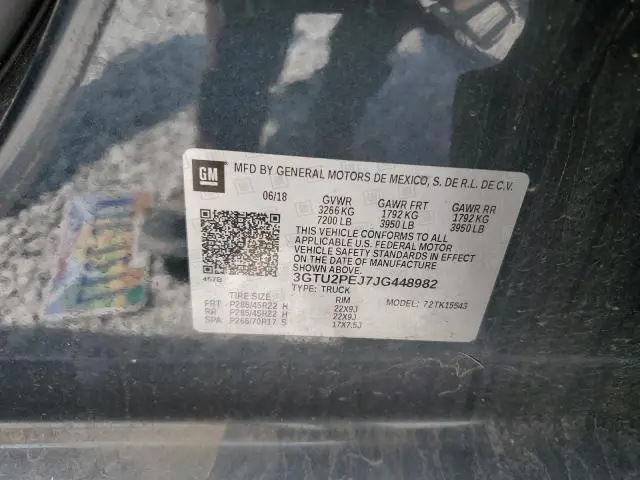 GM
MFD BY GENERAL MOTORS DE MEXICO, S. DE R.L. DE C.V.
06/18 GVWR GAWR FRT GAWR RR
3266 KG 1792 KG 1792 KG
7200 LB 3950 LB 3950 LB
THIS VEHICLE CONFORMS TO ALL
APPLICABLE U.S. FEDERAL MOTOR
VEHICLE SAFETY STANDARDS IN EFFECT
ON THE DATE OF MANUFACTURE
3GTU2PEJ7JG448982
457B TYPE: TRUCK
TIRE SIZE RIM MODEL: 72TK15543
FRT P285/45R22 H 22X9J
RR P285/45R22 H 22X9J
SPA P265/70R17 S 17X7.5J